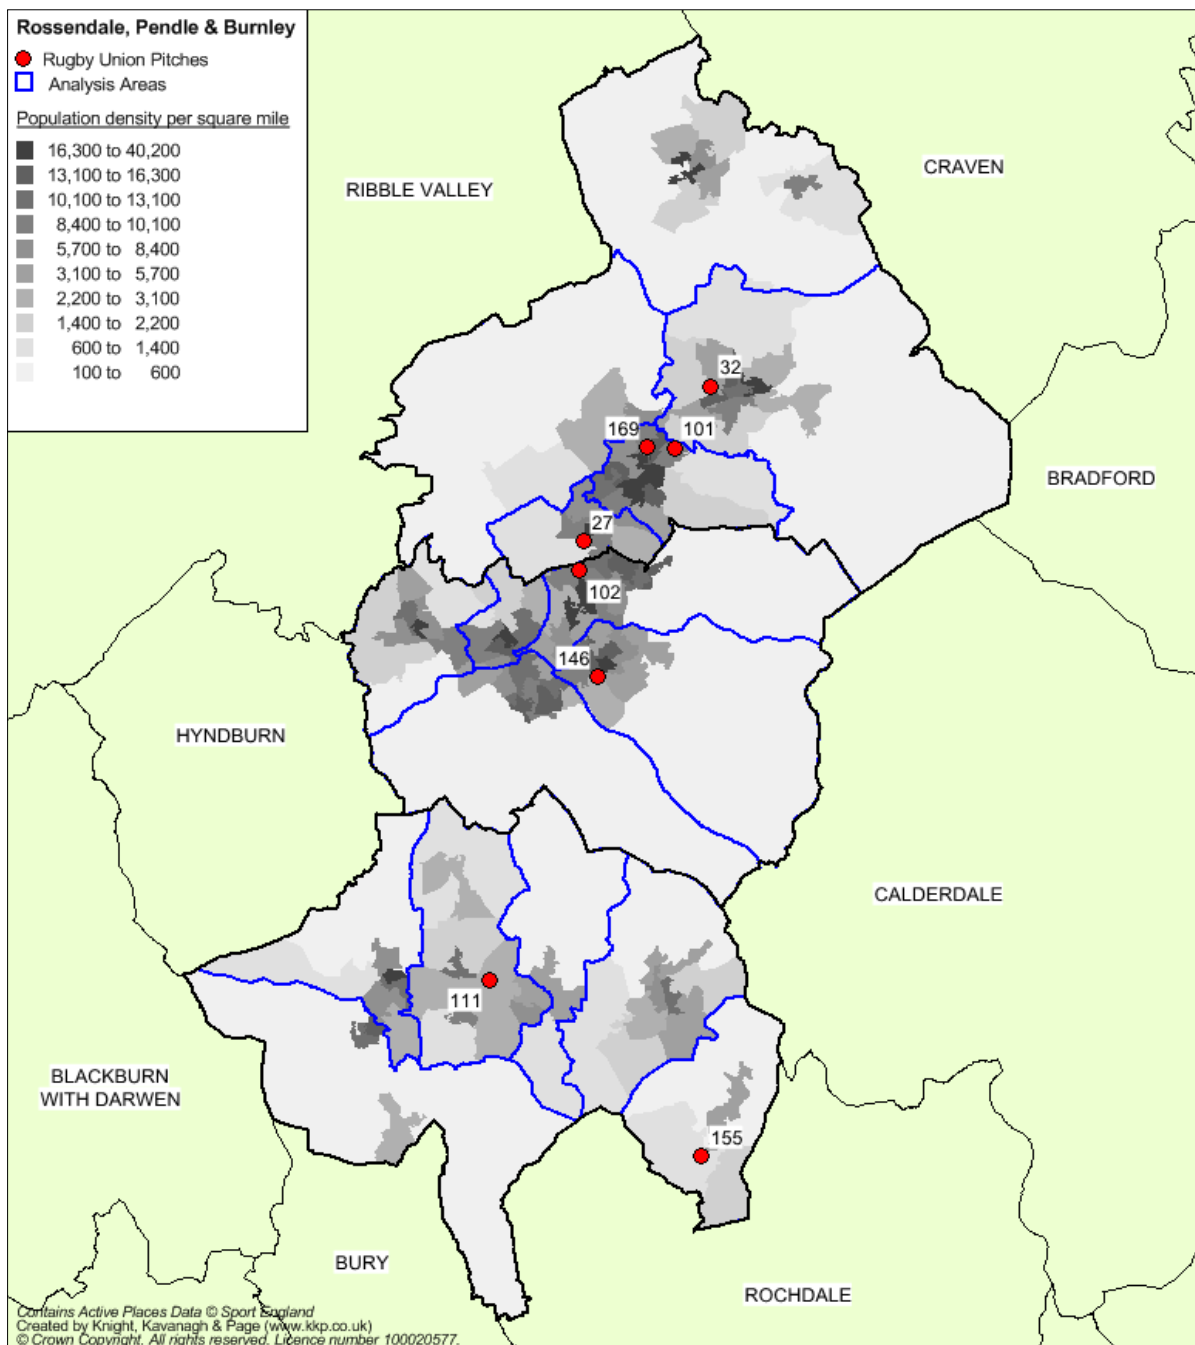 Rossendale, Pendle & Burnley
Rugby Union Pitches
Analysis Areas
Population density per square mile
16,300 to 40,200
13,100 to 16,300
10,100 to 13,100
8,400 to 10,100
5,700 to 8,400
3,100 to 5,700
2,200 to 3,100
1,400 to 2,200
600 to 1,400
100 to 600
CRAVEN
RIBBLE VALLEY
32
169
101
BRADFORD
27
102
146
HYNDBURN
CALDERDALE
111
BLACKBURN
WITH DARWEN
155
BURY
ROCHDALE
Contains Active Places Data © Sport England
Created by Knight, Kavanagh & Page (www.kkp.co.uk)
© Crown Copyright. All rights reserved. Licence number 100020577.